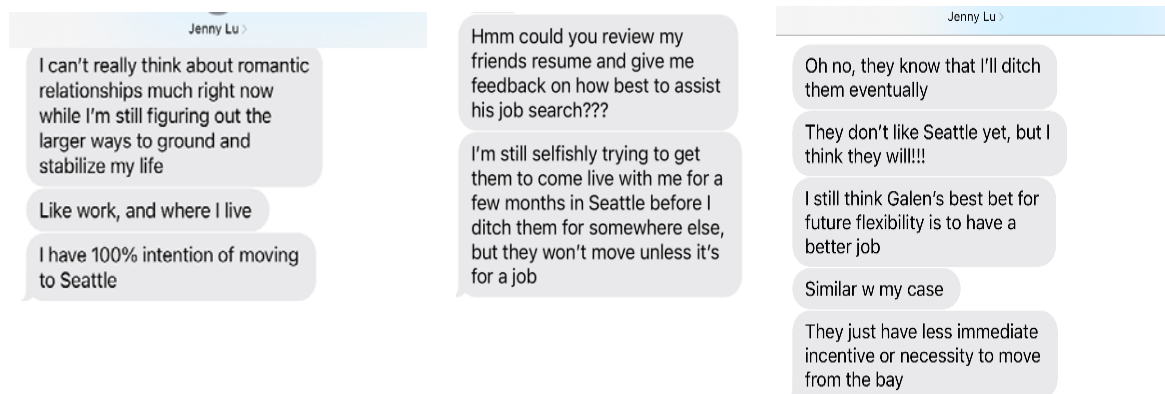 Jenny Lu >
I can't really think about romantic
relationships much right now
while I'm still figuring out the
larger ways to ground and
stabilize my life
Like work, and where I live
I have 100% intention of moving
to Seattle
Hmm could you review my
friends resume and give me
feedback on how best to assist
his job search???
I'm still selfishly trying to get
them to come live with me for a
few months in Seattle before I
ditch them for somewhere else,
but they won't move unless it's
for a job
Jenny Lu >
Oh no, they know that I'll ditch
them eventually
They don't like Seattle yet, but I
think they will!!!
I still think Galen's best bet for
future flexibility is to have a
better job
Similar w my case
They just have less immediate
incentive or necessity to move
from the bay